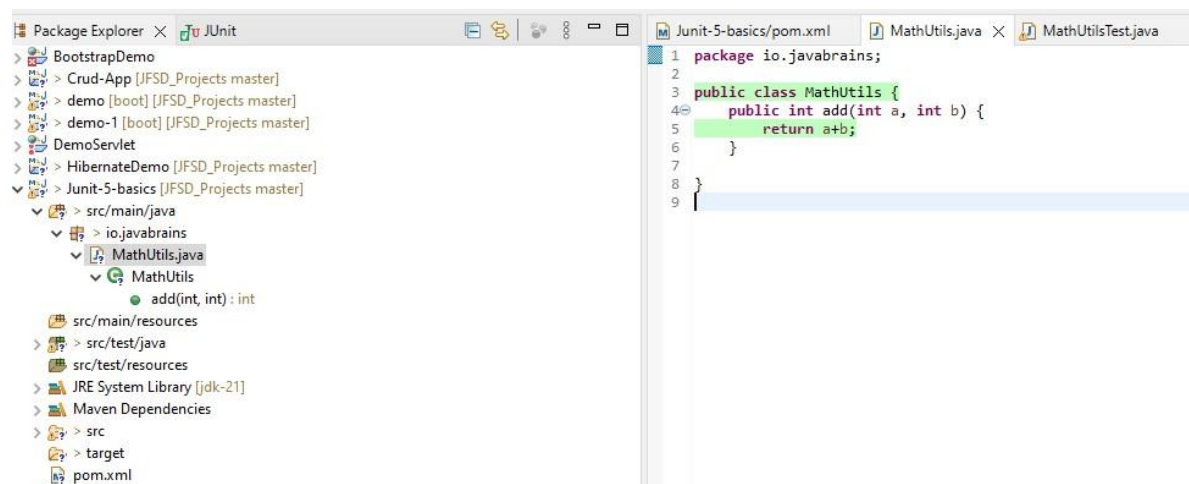 Package Explorer JUnit
BootstrapDemo
> Crud-App [JFSD_Projects master]
> demo [boot] [JFSD_Projects master]
> demo-1 [boot] [JFSD_Projects master]
DemoServlet
> HibernateDemo [JFSD_Projects master]
> Junit-5-basics [JFSD_Projects master]
> src/main/java
> io.javabrains
MathUtils.java
MathUtils
add(int, int) : int
src/main/resources
> src/test/java
src/test/resources
JRE System Library [jdk-21]
Maven Dependencies
> src
> target
pom.xml
Junit-5-basics/pom.xml MathUtils.java MathUtilsTest.java
1 package io.javabrains;
2
3 public class MathUtils {
4 public int add(int a, int b) {
5 return a+b;
6 }
7
8 }
9